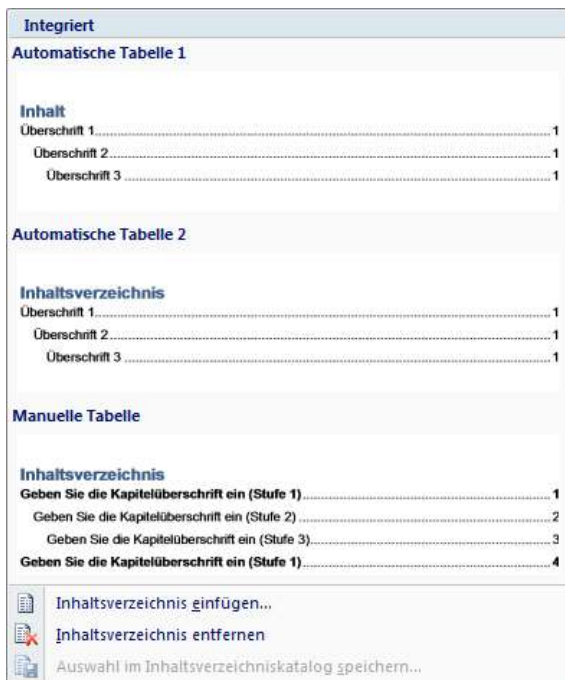 Integriert
Automatische Tabelle 1
Inhalt
Überschrift 1.......................................................1
Überschrift 2.......................................................1
Überschrift 3.......................................................1
Automatische Tabelle 2
Inhaltsverzeichnis
Überschrift 1.......................................................1
Überschrift 2.......................................................1
Überschrift 3.......................................................1
Manuelle Tabelle
Inhaltsverzeichnis
Geben Sie die Kapitelüberschrift ein (Stufe 1).......................................................1
Geben Sie die Kapitelüberschrift ein (Stufe 2).......................................................2
Geben Sie die Kapitelüberschrift ein (Stufe 3).......................................................3
Geben Sie die Kapitelüberschrift ein (Stufe 1).......................................................4
Inhaltsverzeichnis einfügen...
Inhaltsverzeichnis entfernen
Auswahl im Inhaltsverzeichniskatalog speichern...